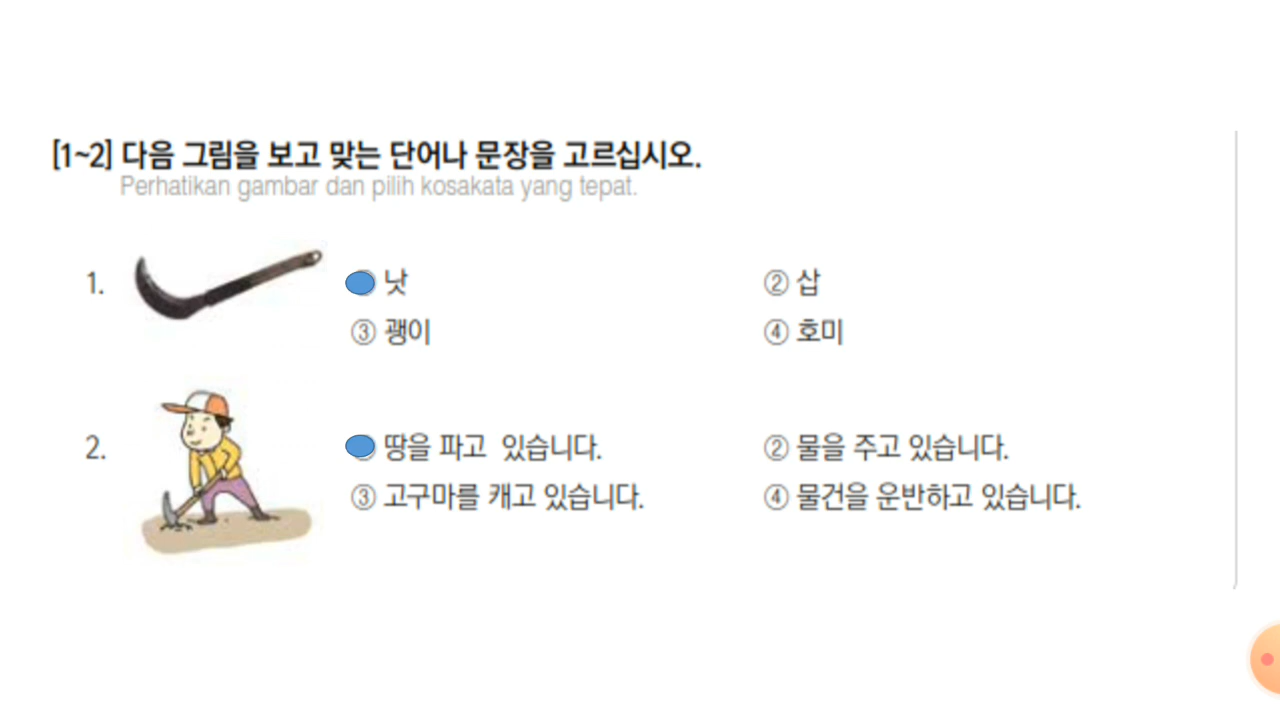 [1~2] 다음 그림을 보고 맞는 단어나 문장을 고르십시오.
Perhatikan gambar dan pilih kosakata yang tepat.
1. 낫 ② 삽
③ 괭이 ④ 호미
2. 땅을 파고 있습니다. ② 물을 주고 있습니다.
③ 고구마를 캐고 있습니다. ④ 물건을 운반하고 있습니다.